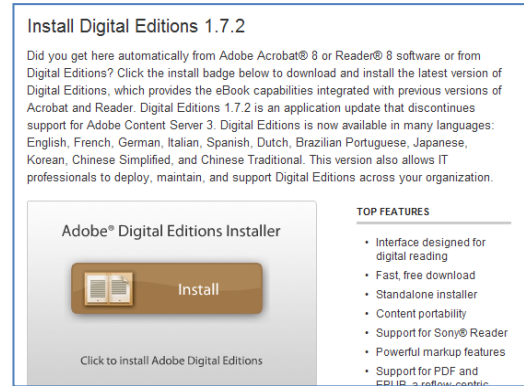 Install Digital Editions 1.7.2
Did you get here automatically from Adobe Acrobat® 8 or Reader® 8 software or from
Digital Editions? Click the install badge below to download and install the latest version of
Digital Editions, which provides the eBook capabilities integrated with previous versions of
Acrobat and Reader. Digital Editions 1.7.2 is an application update that discontinues
support for Adobe Content Server 3. Digital Editions is now available in many languages:
English, French, German, Italian, Spanish, Dutch, Brazilian Portuguese, Japanese,
Korean, Chinese Simplified, and Chinese Traditional. This version also allows IT
professionals to deploy, maintain, and support Digital Editions across your organization.
Adobe® Digital Editions Installer
Install
Click to install Adobe Digital Editions
TOP FEATURES
• Interface designed for
digital reading
• Fast, free download
• Standalone installer
• Content portability
• Support for Sony® Reader
• Powerful markup features
• Support for PDF and
EPUB, a reflow-centric